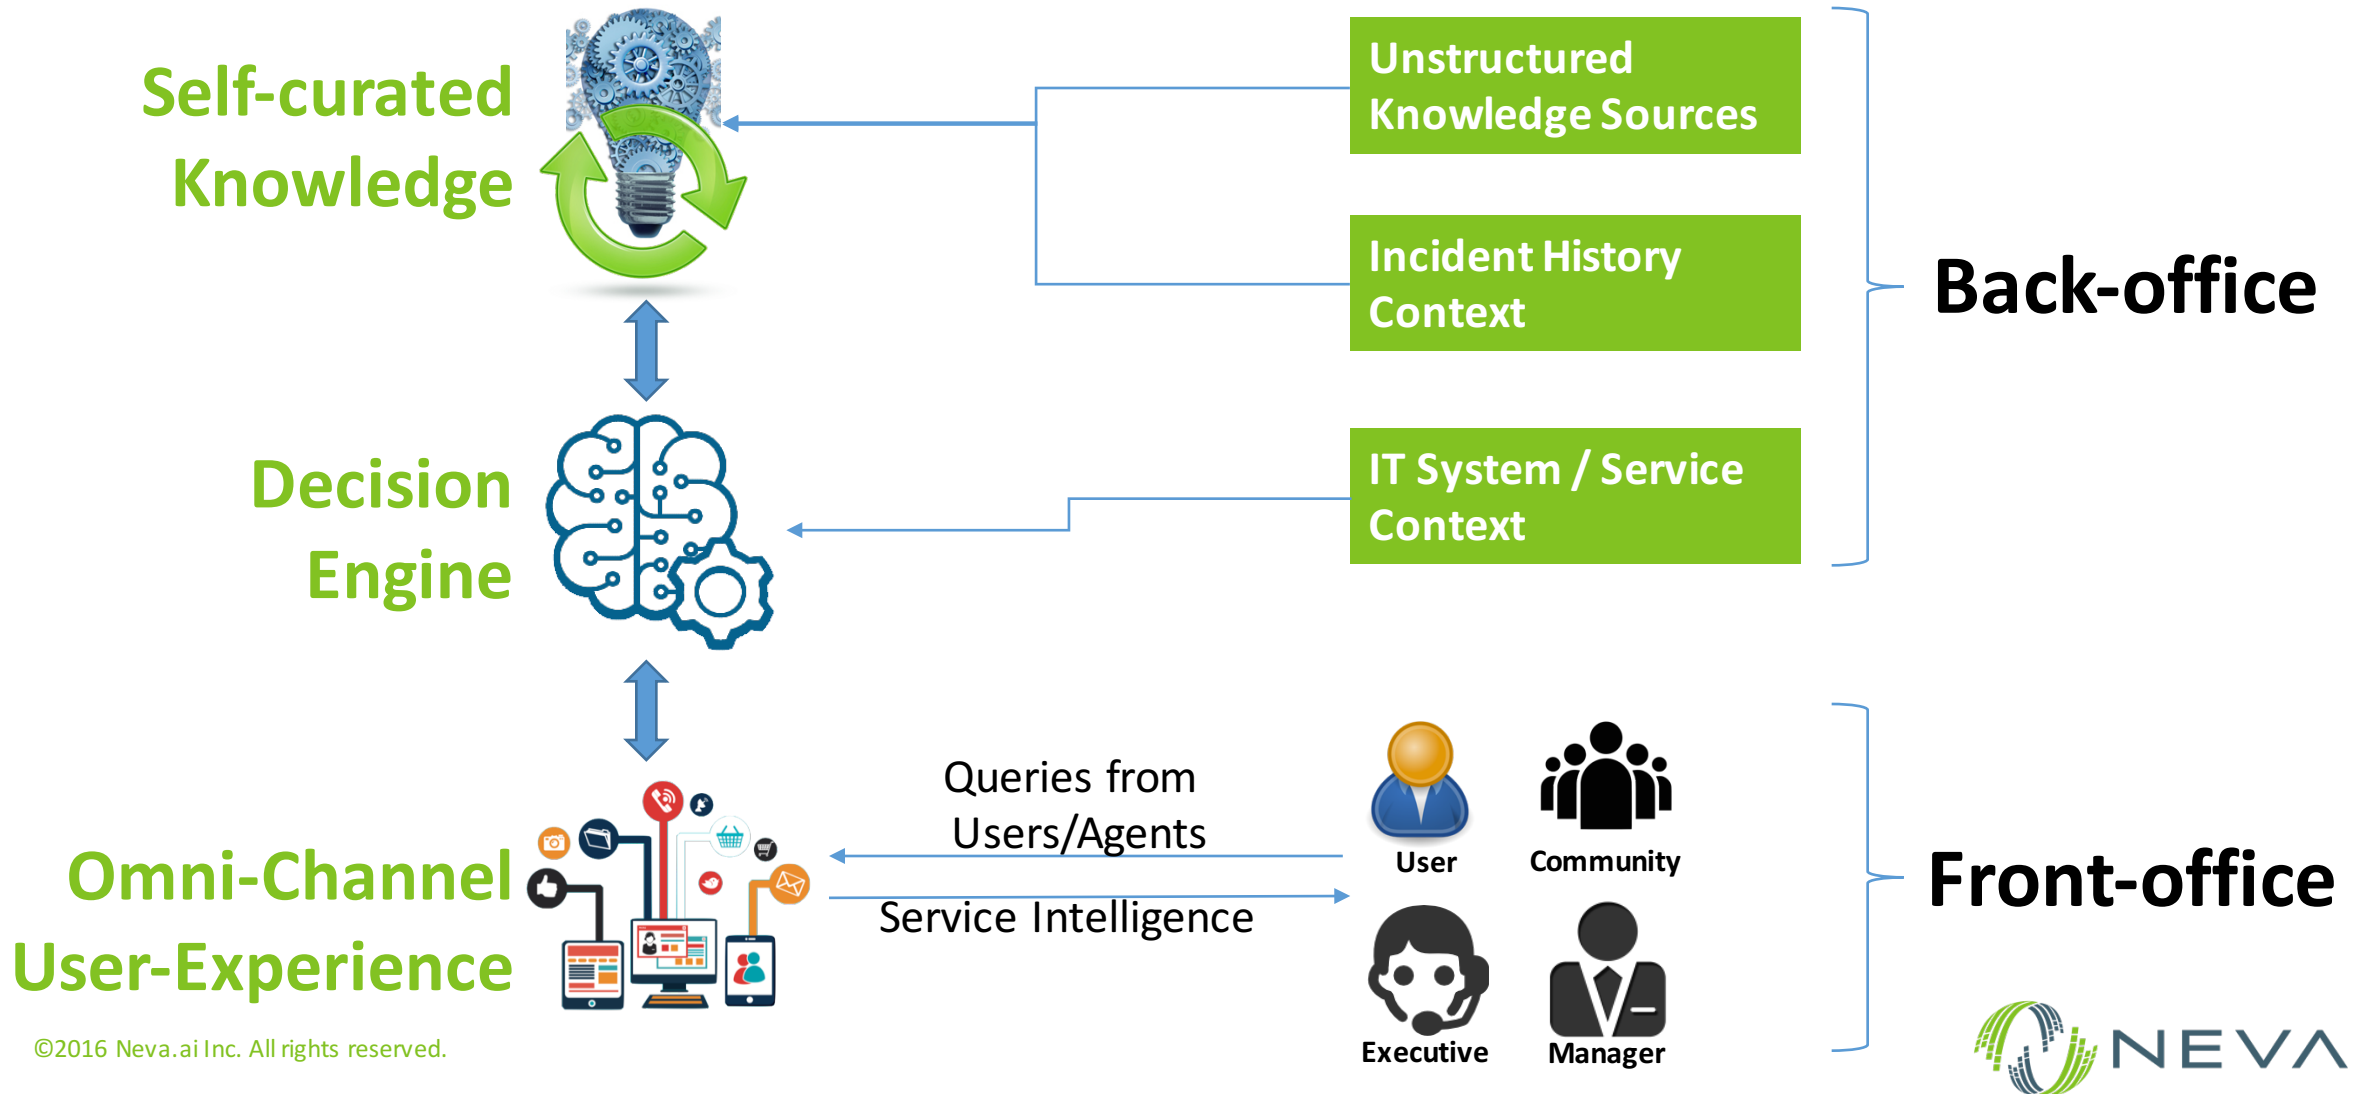 Self-curated
Knowledge
Unstructured
Knowledge Sources
Incident History
Context
Back-office
Decision
Engine
IT System / Service
Context
Omni-Channel
User-Experience
Queries from
Users/Agents
Service Intelligence
User
Community
Executive
Manager
Front-office
©2016 Neva.ai Inc. All rights reserved.
NEVA